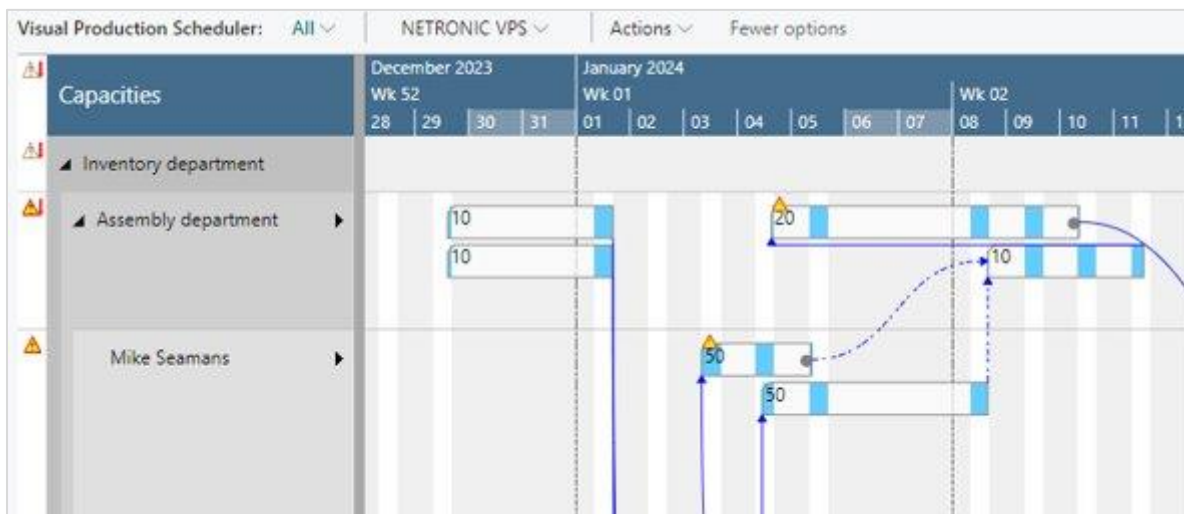 Visual Production Scheduler: All NETRONIC VPS Actions Fewer options
December 2023 January 2024
Capacities
Wk 52 Wk 01 Wk 02
28 29 30 31 01 02 03 04 05 06 07 08 09 10 11
Inventory department
Assembly department
10 20
10 10
Mike Seamans
50
50